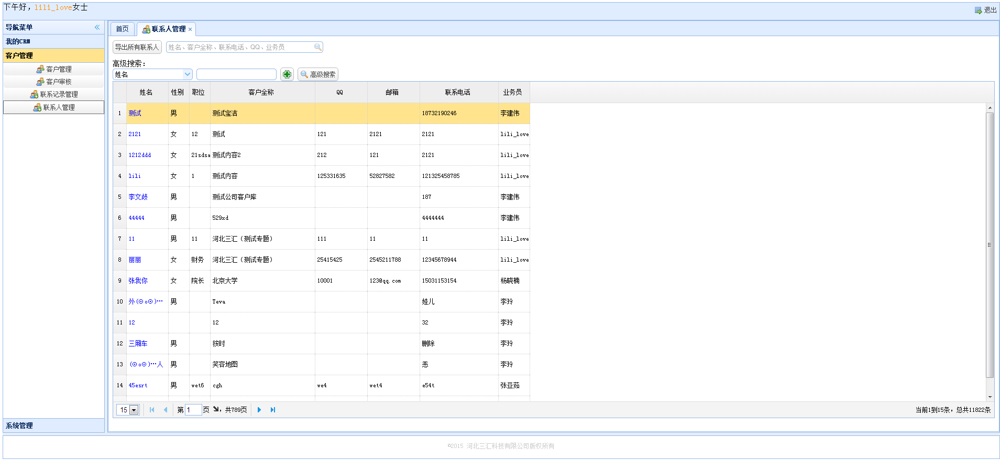 下午好，lili_love女士
退出
导航菜单
我的CRM
客户管理
客户管理
客户审核
联系记录管理
联系人管理
系统管理
首页 联系人管理
导出所有联系人 姓名、客户全称、联系电话、QQ、业务员
高级搜索：
姓名 高级搜索
姓名 性别 职位 客户全称 QQ 邮箱 联系电话 业务员
1 测试 男 测试宝洁 18732190246 李建伟
2 2121 女 12 测试 121 2121 2121 lili_love
3 1212ddd 女 21sdsa 测试内容2 212 121 2121 lili_love
4 lili 女 1 测试内容 125331635 52827582 121325458785 lili_love
5 李文歧 男 测试公司客户库 187 李建伟
6 44444 男 529xd 4444444 李建伟
7 11 男 11 河北三汇（测试专题） 111 11 11 lili_love
8 丽丽 女 财务 河北三汇（测试专题） 25415425 2545211788 12345678944 lili_love
9 张我你 女 院长 北京大学 10001 123@qq.com 15031153154 杨晓楠
10 外(⊙o⊙)… 男 Teva 娃儿 李玲
11 12 12 32 李玲
12 三厢车 男 按时 删除 李玲
13 (⊙o⊙)…人 男 笑容地图 恶 李玲
14 45esrt 男 wet6 cgh we4 wet4 e54t 张亚茹
15 第 1 页 ，共789页 当前1到15条，总共11822条
©2015 河北三汇科技有限公司版权所有